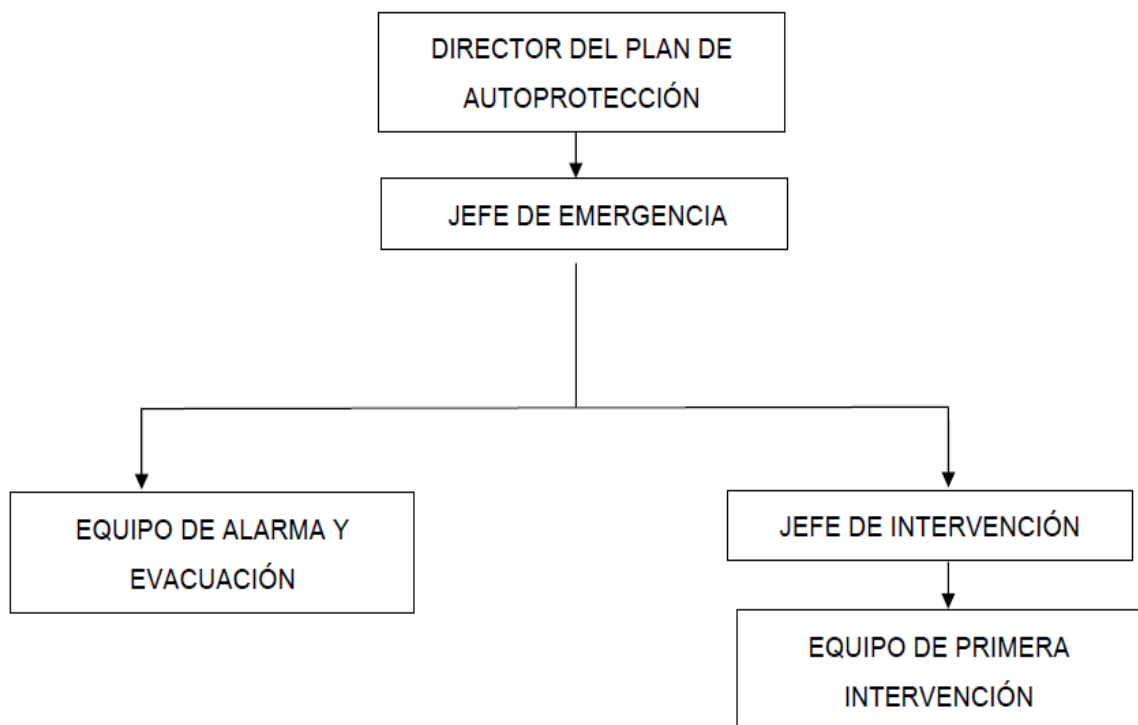 DIRECTOR DEL PLAN DE
AUTOPROTECCIÓN
JEFE DE EMERGENCIA
EQUIPO DE ALARMA Y
EVACUACIÓN
JEFE DE INTERVENCIÓN
EQUIPO DE PRIMERA
INTERVENCIÓN